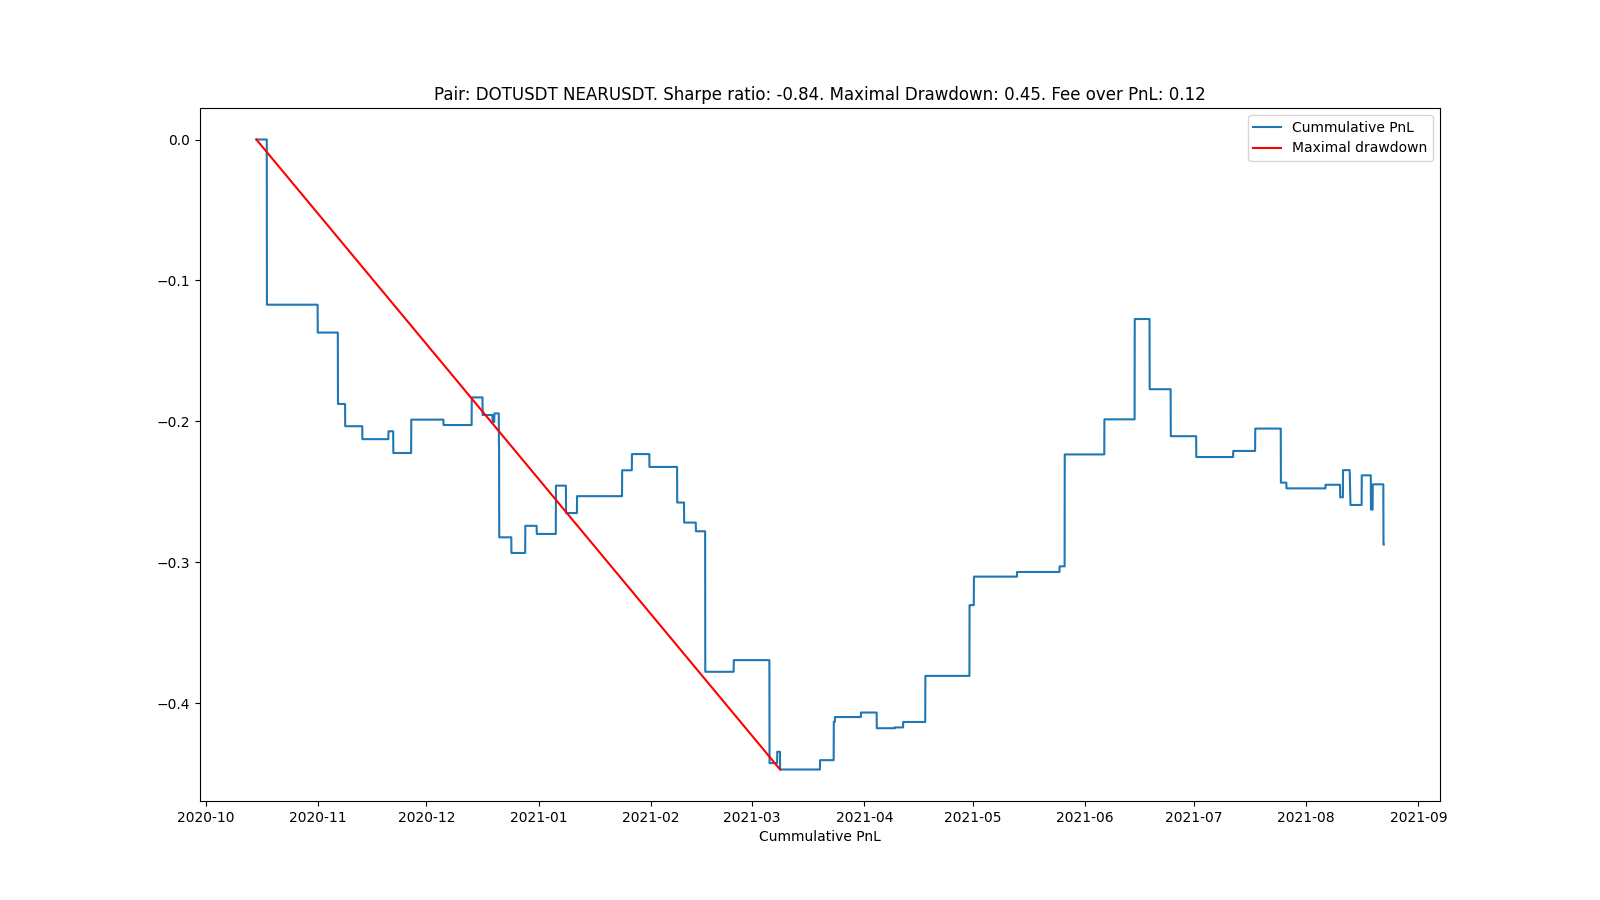 Pair: DOTUSDT NEARUSDT. Sharpe ratio: -0.84. Maximal Drawdown: 0.45. Fee over PnL: 0.12
Cummulative PnL
Maximal drawdown
0.0
−0.1
−0.2
−0.3
−0.4
2020-10 2020-11 2020-12 2021-01 2021-02 2021-03 2021-04 2021-05 2021-06 2021-07 2021-08 2021-09
Cummulative PnL